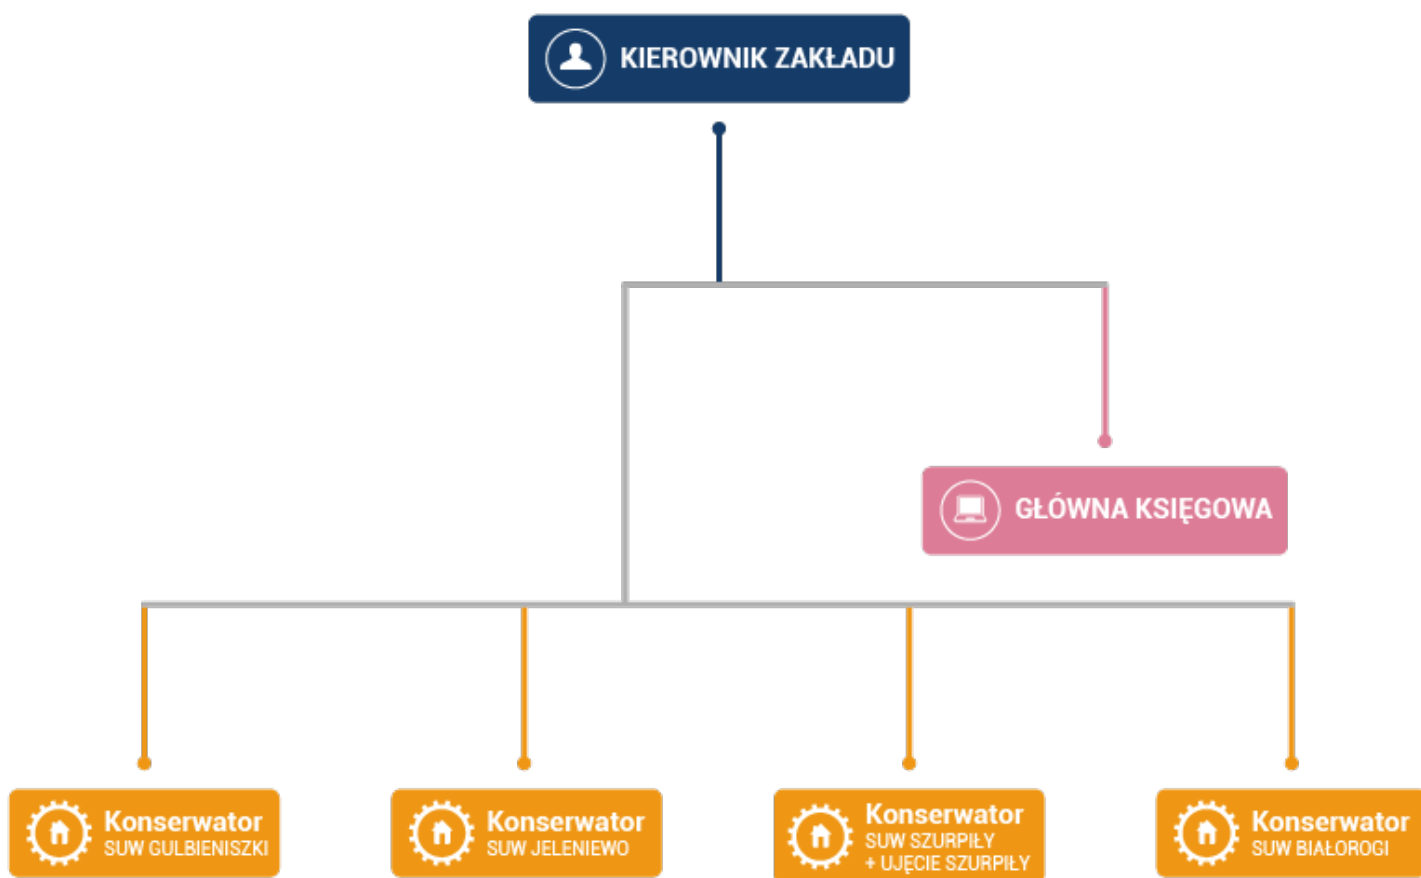 KIEROWNIK ZAKŁADU
GŁÓWNA KSIĘGOWA
Konserwator
SUW GULBIENISZKI
Konserwator
SUW JELENIEWO
Konserwator
SUW SZURPIŁY
+ UJĘCIE SZURPIŁY
Konserwator
SUW BIAŁOROGI